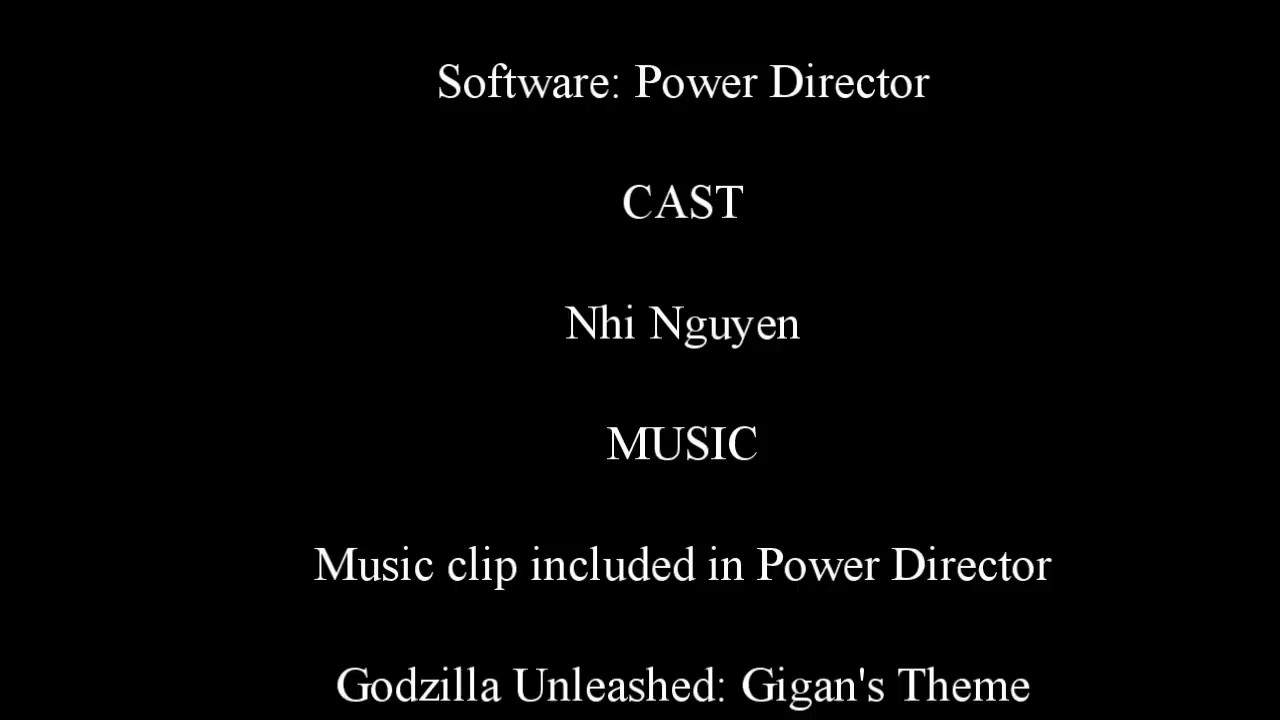 Software: Power Director
CAST
Nhi Nguyen
MUSIC
Music clip included in Power Director
Godzilla Unleashed: Gigan's Theme